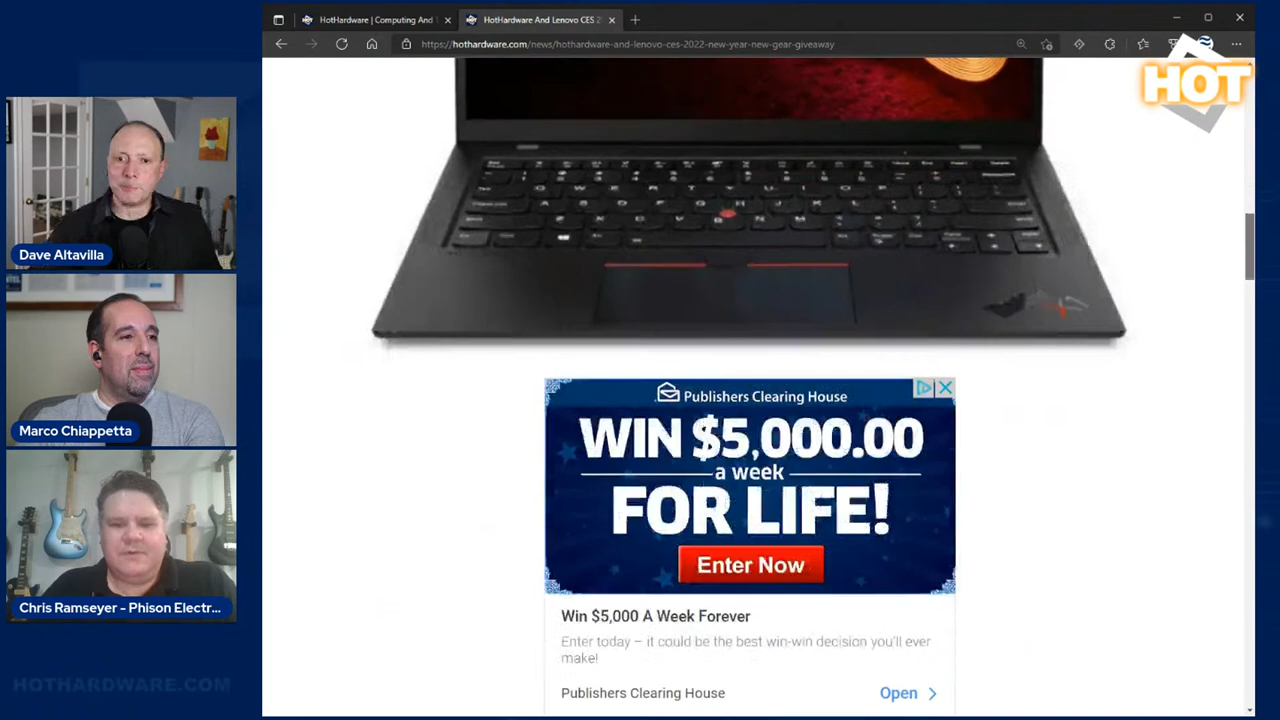 HotHardware | Computing And
HotHardware And Lenovo CES 2
https://hothardware.com/news/hothardware-and-lenovo-ces-2022-new-year-new-gear-giveaway
HOT
Dave Altavilla
Marco Chiappetta
Chris Ramseyer - Phison Electr...
HOTHARDWARE.COM
Publishers Clearing House
WIN $5,000.00
a week
FOR LIFE!
Enter Now
Win $5,000 A Week Forever
Enter today – it could be the best win-win decision you'll ever
make!
Publishers Clearing House
Open